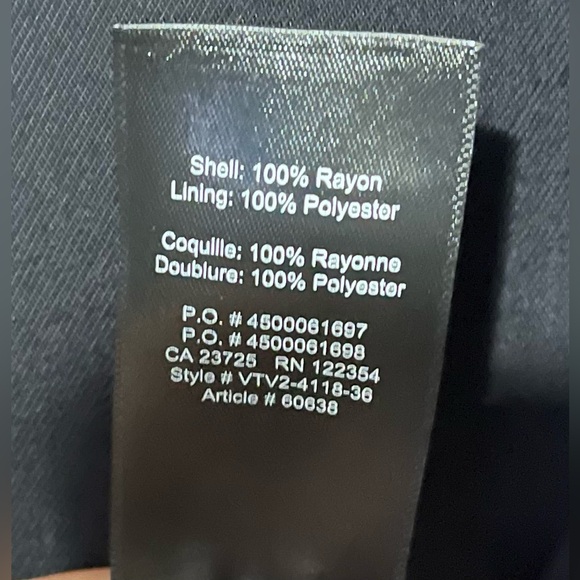 Shell: 100% Rayon
Lining: 100% Polyester
Coquille: 100% Rayonne
Doublure: 100% Polyester
P.O. # 4500061697
P.O. # 4500061698
CA 23725 RN 122354
Style # VTV2-4118-36
Article # 60638